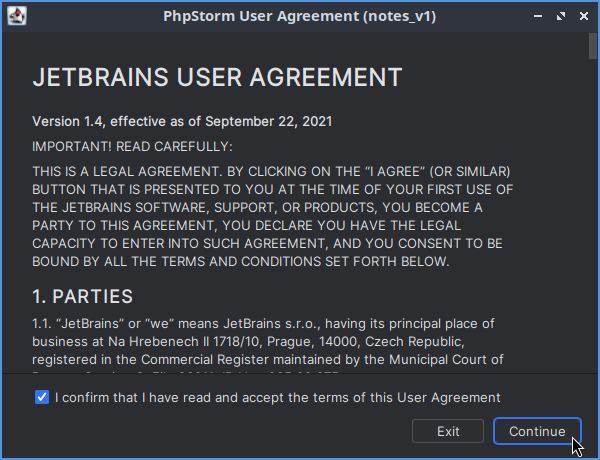 PhpStorm User Agreement (notes_v1)
JETBRAINS USER AGREEMENT
Version 1.4, effective as of September 22, 2021
IMPORTANT! READ CAREFULLY:
THIS IS A LEGAL AGREEMENT. BY CLICKING ON THE “I AGREE” (OR SIMILAR)
BUTTON THAT IS PRESENTED TO YOU AT THE TIME OF YOUR FIRST USE OF
THE JETBRAINS SOFTWARE, SUPPORT, OR PRODUCTS, YOU BECOME A
PARTY TO THIS AGREEMENT, YOU DECLARE YOU HAVE THE LEGAL
CAPACITY TO ENTER INTO SUCH AGREEMENT, AND YOU CONSENT TO BE
BOUND BY ALL THE TERMS AND CONDITIONS SET FORTH BELOW.
1. PARTIES
1.1. “JetBrains” or “we” means JetBrains s.r.o., having its principal place of
business at Na Hrebenech II 1718/10, Prague, 14000, Czech Republic,
registered in the Commercial Register maintained by the Municipal Court of
I confirm that I have read and accept the terms of this User Agreement
Exit
Continue